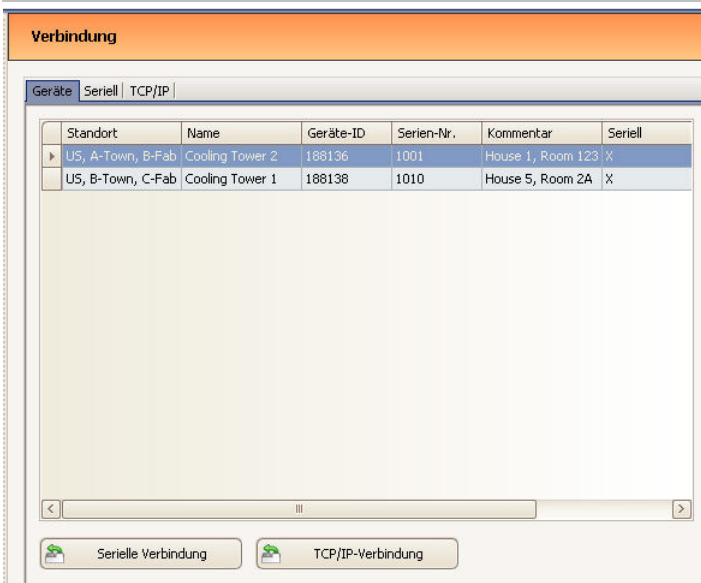 Verbindung
Geräte Seriell TCP/IP
Standort Name Geräte-ID Serien-Nr. Kommentar Seriell
US, A-Town, B-Fab Cooling Tower 2 188136 1001 House 1, Room 123 X
US, B-Town, C-Fab Cooling Tower 1 188138 1010 House 5, Room 2A X
Serielle Verbindung TCP/IP-Verbindung